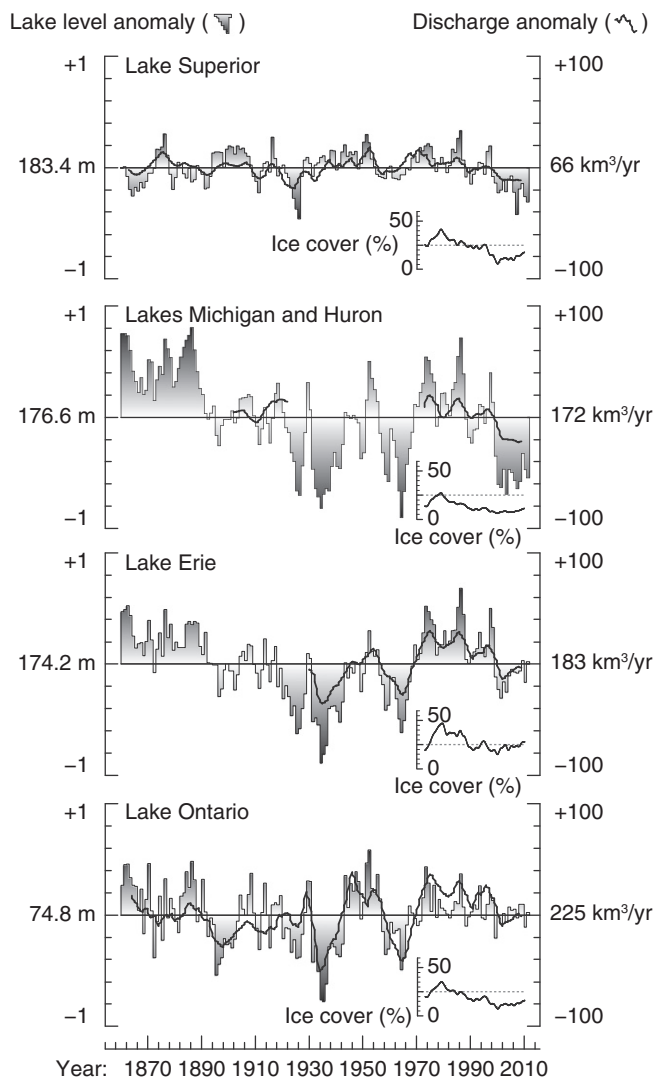 Lake level anomaly ( ) Discharge anomaly ( )
+1 Lake Superior +100
183.4 m 66 km³/yr
50
Ice cover (%)
0
−1 −100
+1 Lakes Michigan and Huron +100
176.6 m 172 km³/yr
50
0
−1 −100
Ice cover (%)
+1 Lake Erie +100
174.2 m 183 km³/yr
50
0
−1 −100
Ice cover (%)
+1 Lake Ontario +100
74.8 m 225 km³/yr
50
0
−1 Ice cover (%) −100
Year: 1870 1890 1910 1930 1950 1970 1990 2010